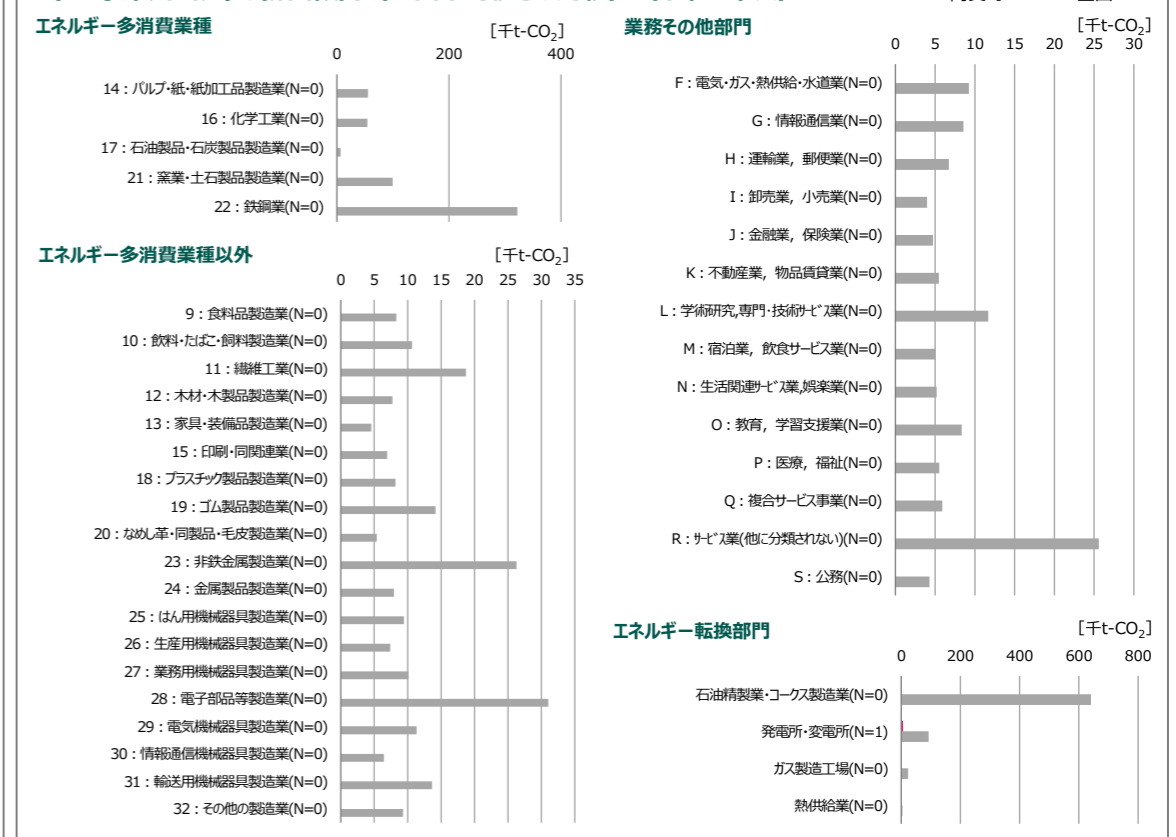 エネルギー多消費業種
[千t-CO2]
0 200 400
14：パルプ・紙・紙加工品製造業(N=0)
16：化学工業(N=0)
17：石油製品・石炭製品製造業(N=0)
21：窯業・土石製品製造業(N=0)
22：鉄鋼業(N=0)
エネルギー多消費業種以外
[千t-CO2]
0 5 10 15 20 25 30 35
9：食料品製造業(N=0)
10：飲料・たばこ・飼料製造業(N=0)
11：繊維工業(N=0)
12：木材・木製品製造業(N=0)
13：家具・装備品製造業(N=0)
15：印刷・同関連業(N=0)
18：プラスチック製品製造業(N=0)
19：ゴム製品製造業(N=0)
20：なめし革・同製品・毛皮製造業(N=0)
23：非鉄金属製造業(N=0)
24：金属製品製造業(N=0)
25：はん用機械器具製造業(N=0)
26：生産用機械器具製造業(N=0)
27：業務用機械器具製造業(N=0)
28：電子部品等製造業(N=0)
29：電気機械器具製造業(N=0)
30：情報通信機械器具製造業(N=0)
31：輸送用機械器具製造業(N=0)
32：その他の製造業(N=0)
業務その他部門
[千t-CO2]
0 5 10 15 20 25 30
F：電気・ガス・熱供給・水道業(N=0)
G：情報通信業(N=0)
H：運輸業，郵便業(N=0)
I：卸売業，小売業(N=0)
J：金融業，保険業(N=0)
K：不動産業，物品賃貸業(N=0)
L：学術研究,専門・技術ｻｰﾋﾞｽ業(N=0)
M：宿泊業，飲食サービス業(N=0)
N：生活関連ｻｰﾋﾞｽ業,娯楽業(N=0)
O：教育，学習支援業(N=0)
P：医療，福祉(N=0)
Q：複合サービス事業(N=0)
R：ｻｰﾋﾞｽ業(他に分類されない)(N=0)
S：公務(N=0)
エネルギー転換部門
[千t-CO2]
0 200 400 600 800
石油精製業・コークス製造業(N=0)
発電所・変電所(N=1)
ガス製造工場(N=0)
熱供給業(N=0)